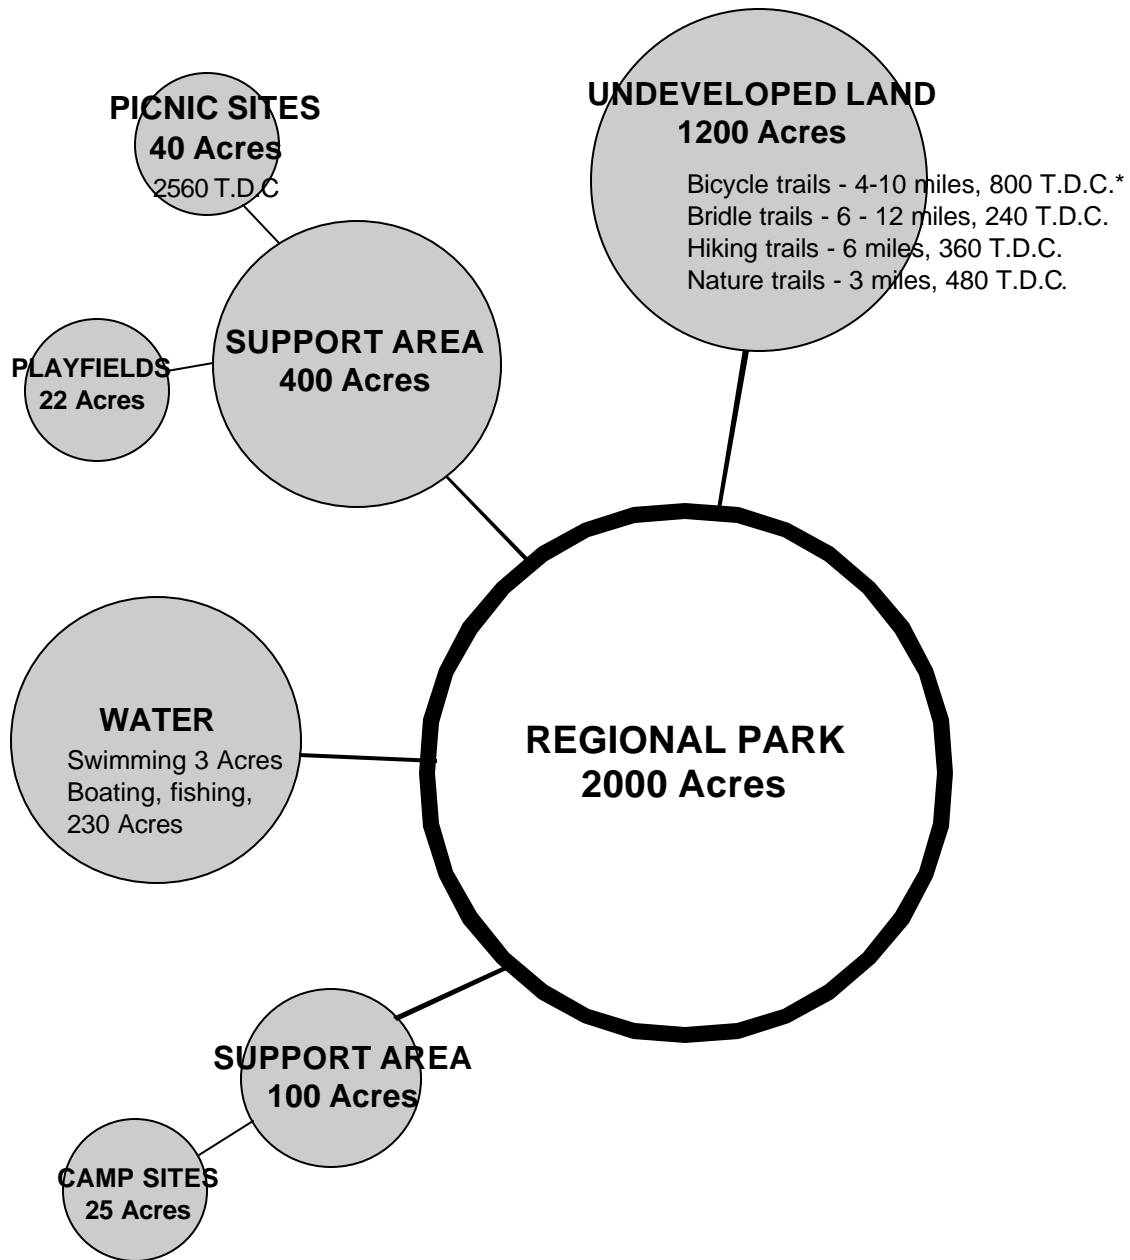 PICNIC SITES
40 Acres
2560 T.D.C
UNDEVELOPED LAND
1200 Acres
Bicycle trails - 4-10 miles, 800 T.D.C.*
Bridle trails - 6 - 12 miles, 240 T.D.C.
Hiking trails - 6 miles, 360 T.D.C.
Nature trails - 3 miles, 480 T.D.C.
SUPPORT AREA
400 Acres
PLAYFIELDS
22 Acres
WATER
Swimming 3 Acres
Boating, fishing,
230 Acres
REGIONAL PARK
2000 Acres
SUPPORT AREA
100 Acres
CAMP SITES
25 Acres